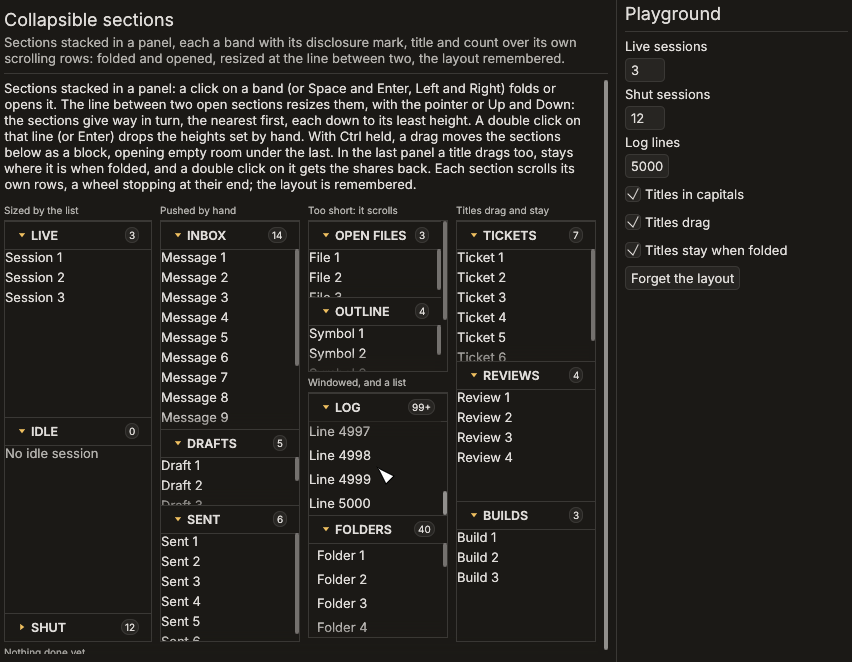 Collapsible sections
Sections stacked in a panel, each a band with its disclosure mark, title and count over its own
scrolling rows: folded and opened, resized at the line between two, the layout remembered.
Sections stacked in a panel: a click on a band (or Space and Enter, Left and Right) folds or
opens it. The line between two open sections resizes them, with the pointer or Up and Down:
the sections give way in turn, the nearest first, each down to its least height. A double click on
that line (or Enter) drops the heights set by hand. With Ctrl held, a drag moves the sections
below as a block, opening empty room under the last. In the last panel a title drags too, stays
where it is when folded, and a double click on it gets the shares back. Each section scrolls its
own rows, a wheel stopping at their end; the layout is remembered.
Sized by the list
LIVE 3
Session 1
Session 2
Session 3
IDLE 0
No idle session
SHUT 12
Nothing done yet
Pushed by hand
INBOX 14
Message 1
Message 2
Message 3
Message 4
Message 5
Message 6
Message 7
Message 8
Message 9
DRAFTS 5
Draft 1
Draft 2
Draft 3
SENT 6
Sent 1
Sent 2
Sent 3
Sent 4
Sent 5
Sent 6
Too short: it scrolls
OPEN FILES 3
File 1
File 2
File 3
OUTLINE 4
Symbol 1
Symbol 2
Windowed, and a list
LOG 99+
Line 4997
Line 4998
Line 4999
Line 5000
FOLDERS 40
Folder 1
Folder 2
Folder 3
Folder 4
Titles drag and stay
TICKETS 7
Ticket 1
Ticket 2
Ticket 3
Ticket 4
Ticket 5
Ticket 6
REVIEWS 4
Review 1
Review 2
Review 3
Review 4
BUILDS 3
Build 1
Build 2
Build 3
Playground
Live sessions
3
Shut sessions
12
Log lines
5000
Titles in capitals
Titles drag
Titles stay when folded
Forget the layout